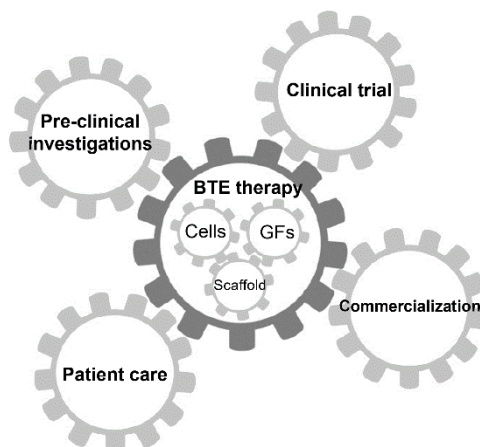 Clinical trial
Pre-clinical
investigations
BTE therapy
Cells
GFs
Scaffold
Commercialization
Patient care